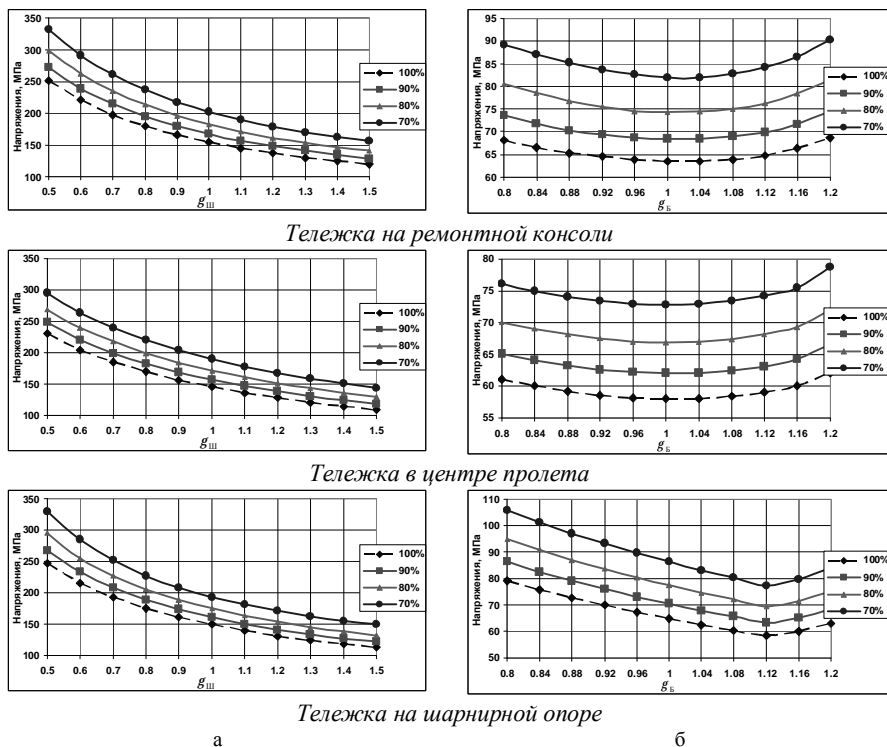 Напряжения, МПа
350
300
250
200
150
100
0.5 0.6 0.7 0.8 0.9 1 1.1 1.2 1.3 1.4 1.5
gШ
100%
90%
80%
70%
Напряжения, МПа
95
90
85
80
75
70
65
60
0.8 0.84 0.88 0.92 0.96 1 1.04 1.08 1.12 1.16 1.2
gБ
100%
90%
80%
70%
Тележка на ремонтной консоли
Напряжения, МПа
350
300
250
200
150
100
0.5 0.6 0.7 0.8 0.9 1 1.1 1.2 1.3 1.4 1.5
gШ
100%
90%
80%
70%
Напряжения, МПа
80
75
70
65
60
55
0.8 0.84 0.88 0.92 0.96 1 1.04 1.08 1.12 1.16 1.2
gБ
100%
90%
80%
70%
Тележка в центре пролета
Напряжения, МПа
350
300
250
200
150
100
0.5 0.6 0.7 0.8 0.9 1 1.1 1.2 1.3 1.4 1.5
gШ
100%
90%
80%
70%
Напряжения, МПа
110
100
90
80
70
60
50
0.8 0.84 0.88 0.92 0.96 1 1.04 1.08 1.12 1.16 1.2
gБ
100%
90%
80%
70%
Тележка на шарнирной опоре
а
б